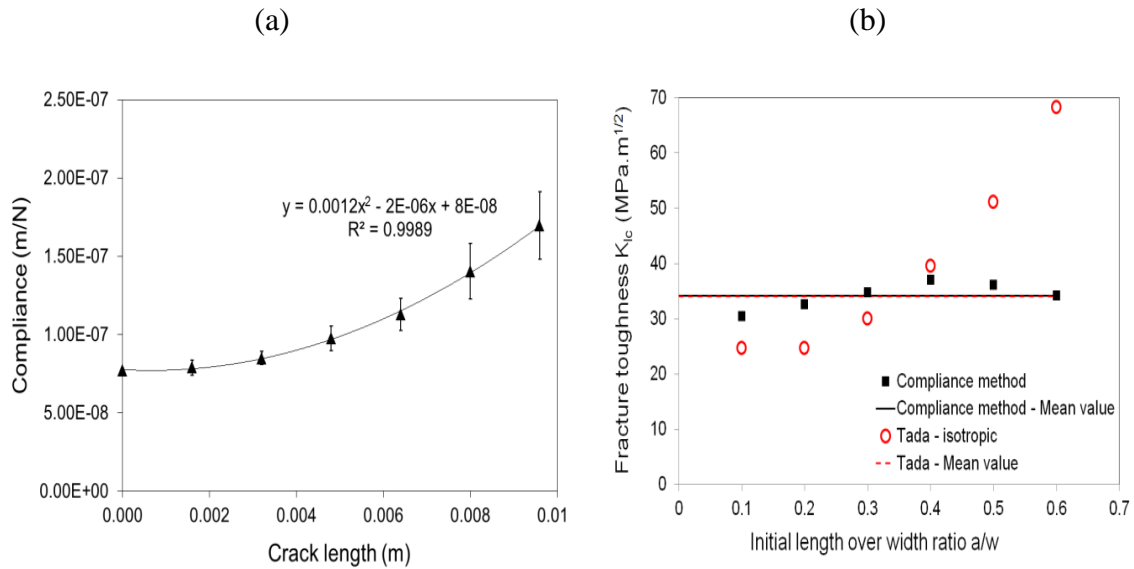 (a)
(b)
2.50E-07
2.00E-07
1.50E-07
1.00E-07
5.00E-08
0.00E+00
Compliance (m/N)
y = 0.0012x² - 2E-06x + 8E-08
R² = 0.9989
0.000
0.002
0.004
0.006
0.008
0.01
Crack length (m)
70
60
50
40
30
20
10
0
Fracture toughness K_Ic (MPa.m^1/2)
Compliance method
Compliance method - Mean value
Tada - isotropic
Tada - Mean value
0
0.1
0.2
0.3
0.4
0.5
0.6
0.7
Initial length over width ratio a/w